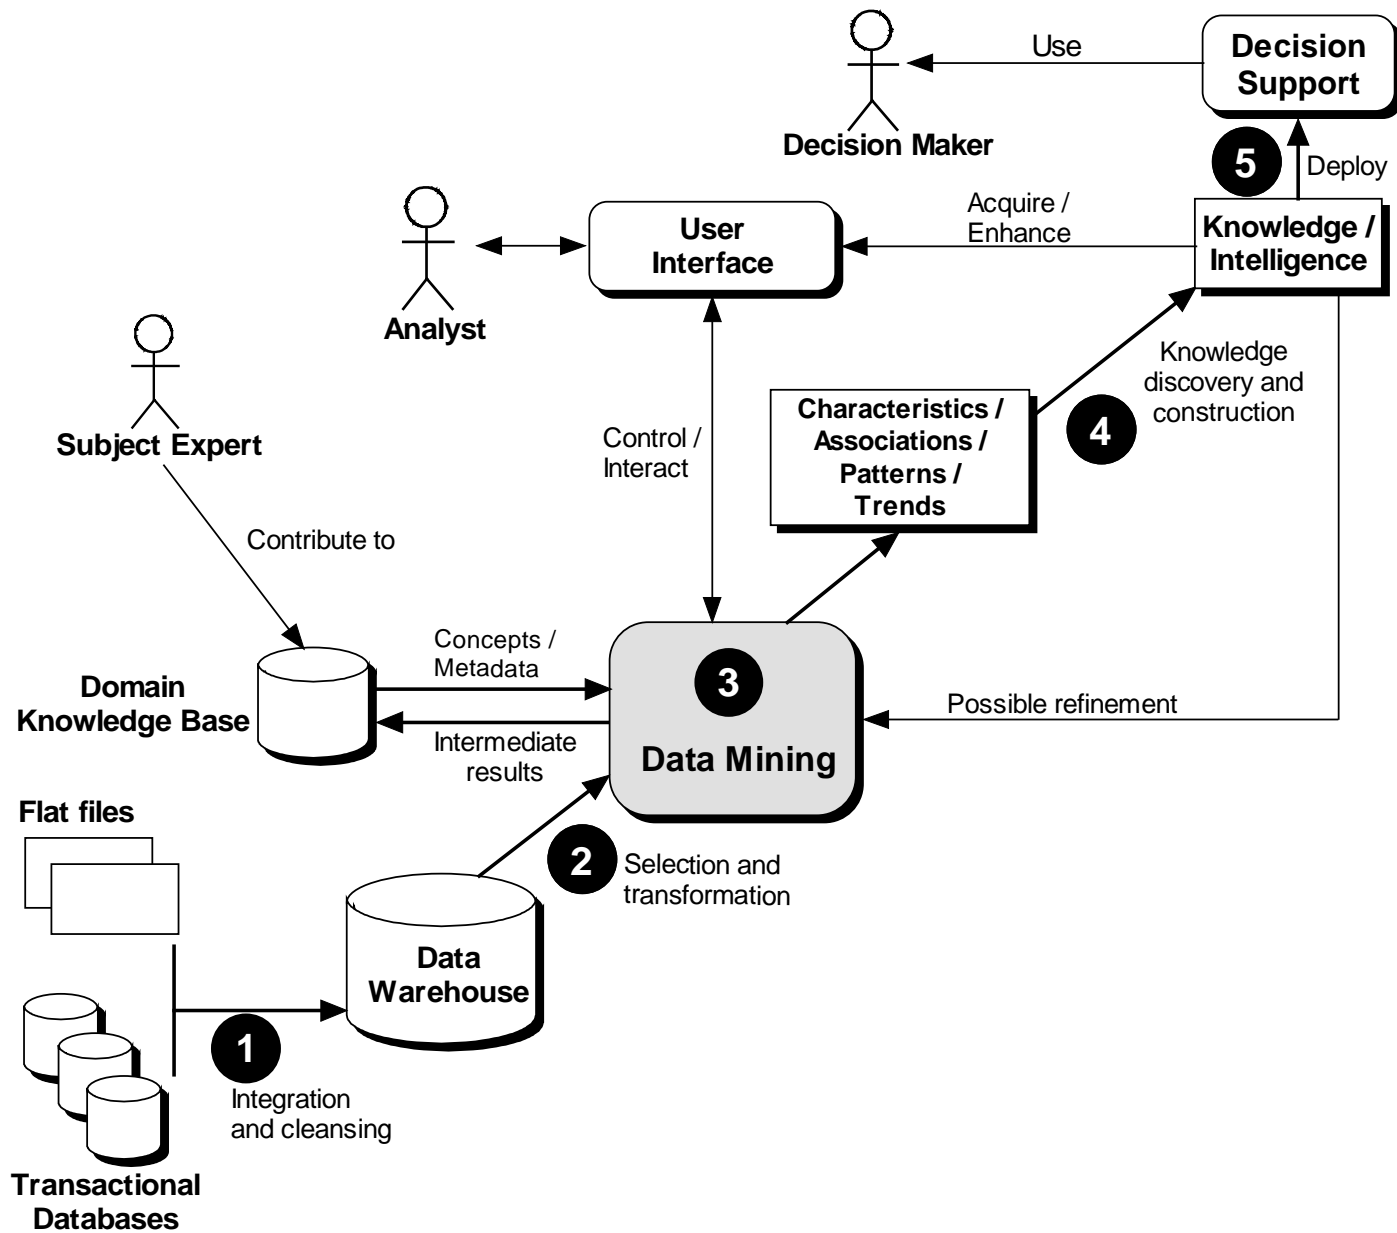 Use
Decision
Support
Decision Maker
5
Deploy
User
Interface
Acquire /
Enhance
Knowledge /
Intelligence
Analyst
Subject Expert
Knowledge
discovery and
construction
4
Characteristics /
Associations /
Patterns /
Trends
Control /
Interact
Contribute to
Concepts /
Metadata
3
Data Mining
Domain
Knowledge Base
Intermediate
results
Possible refinement
Flat files
2
Selection and
transformation
Data
Warehouse
1
Integration
and cleansing
Transactional
Databases